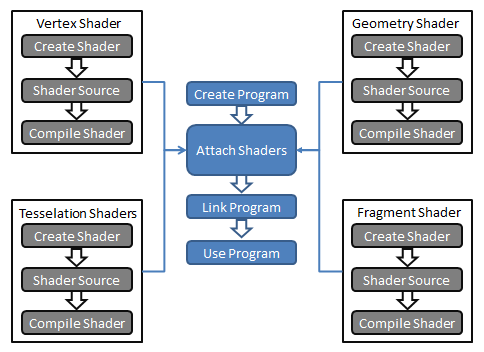 Vertex Shader
Create Shader
Shader Source
Compile Shader
Geometry Shader
Create Shader
Shader Source
Compile Shader
Create Program
Attach Shaders
Link Program
Use Program
Tesselation Shaders
Create Shader
Shader Source
Compile Shader
Fragment Shader
Create Shader
Shader Source
Compile Shader